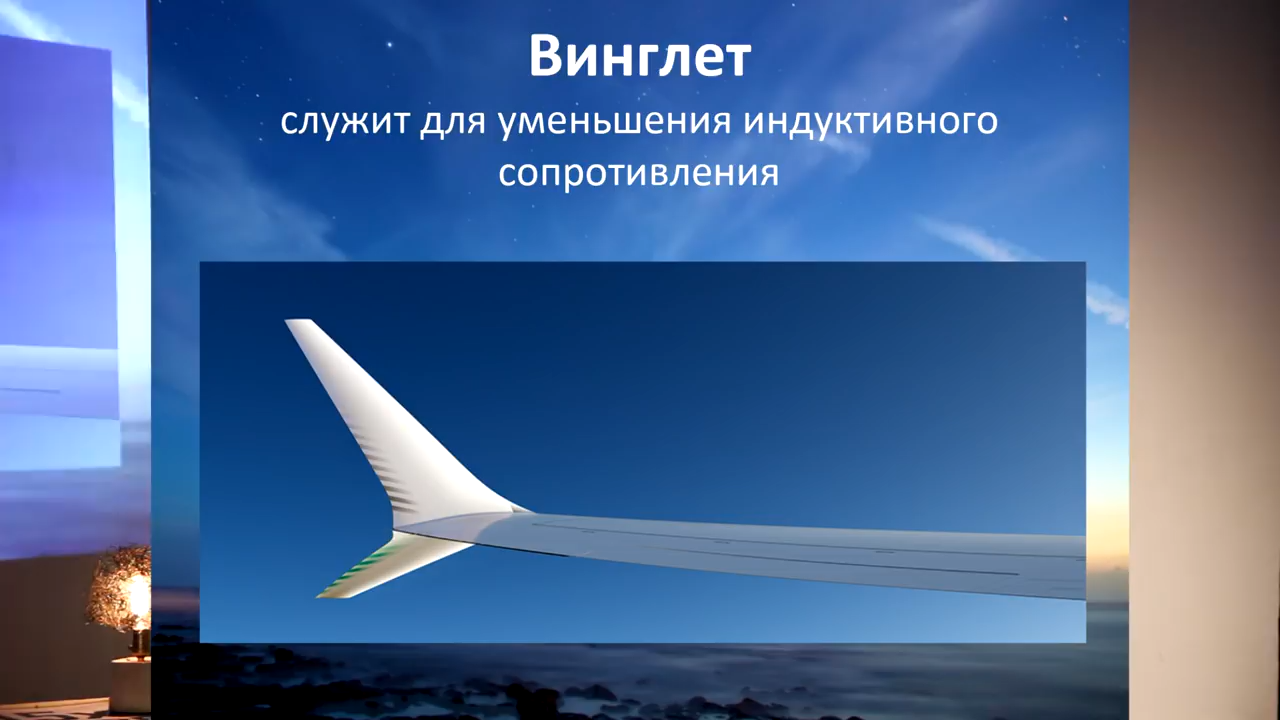 Винглет
служит для уменьшения индуктивного
сопротивления